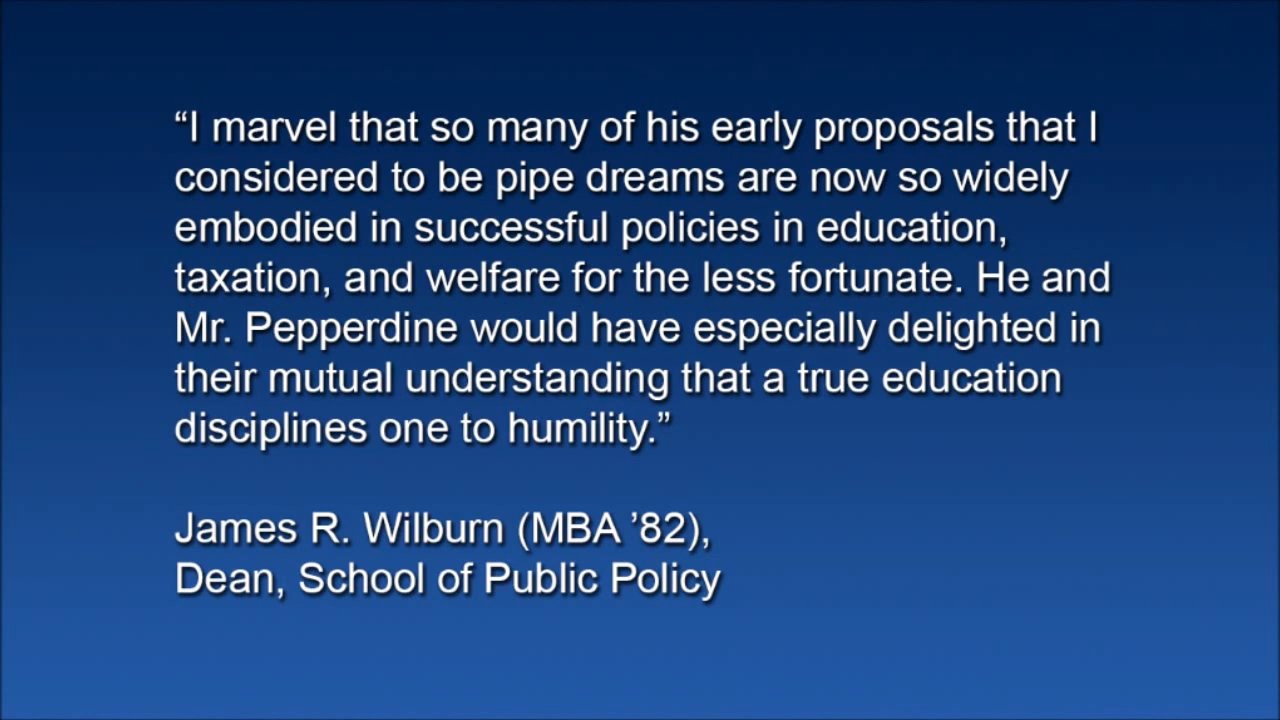 “I marvel that so many of his early proposals that I
considered to be pipe dreams are now so widely
embodied in successful policies in education,
taxation, and welfare for the less fortunate. He and
Mr. Pepperdine would have especially delighted in
their mutual understanding that a true education
disciplines one to humility.”
James R. Wilburn (MBA ’82),
Dean, School of Public Policy